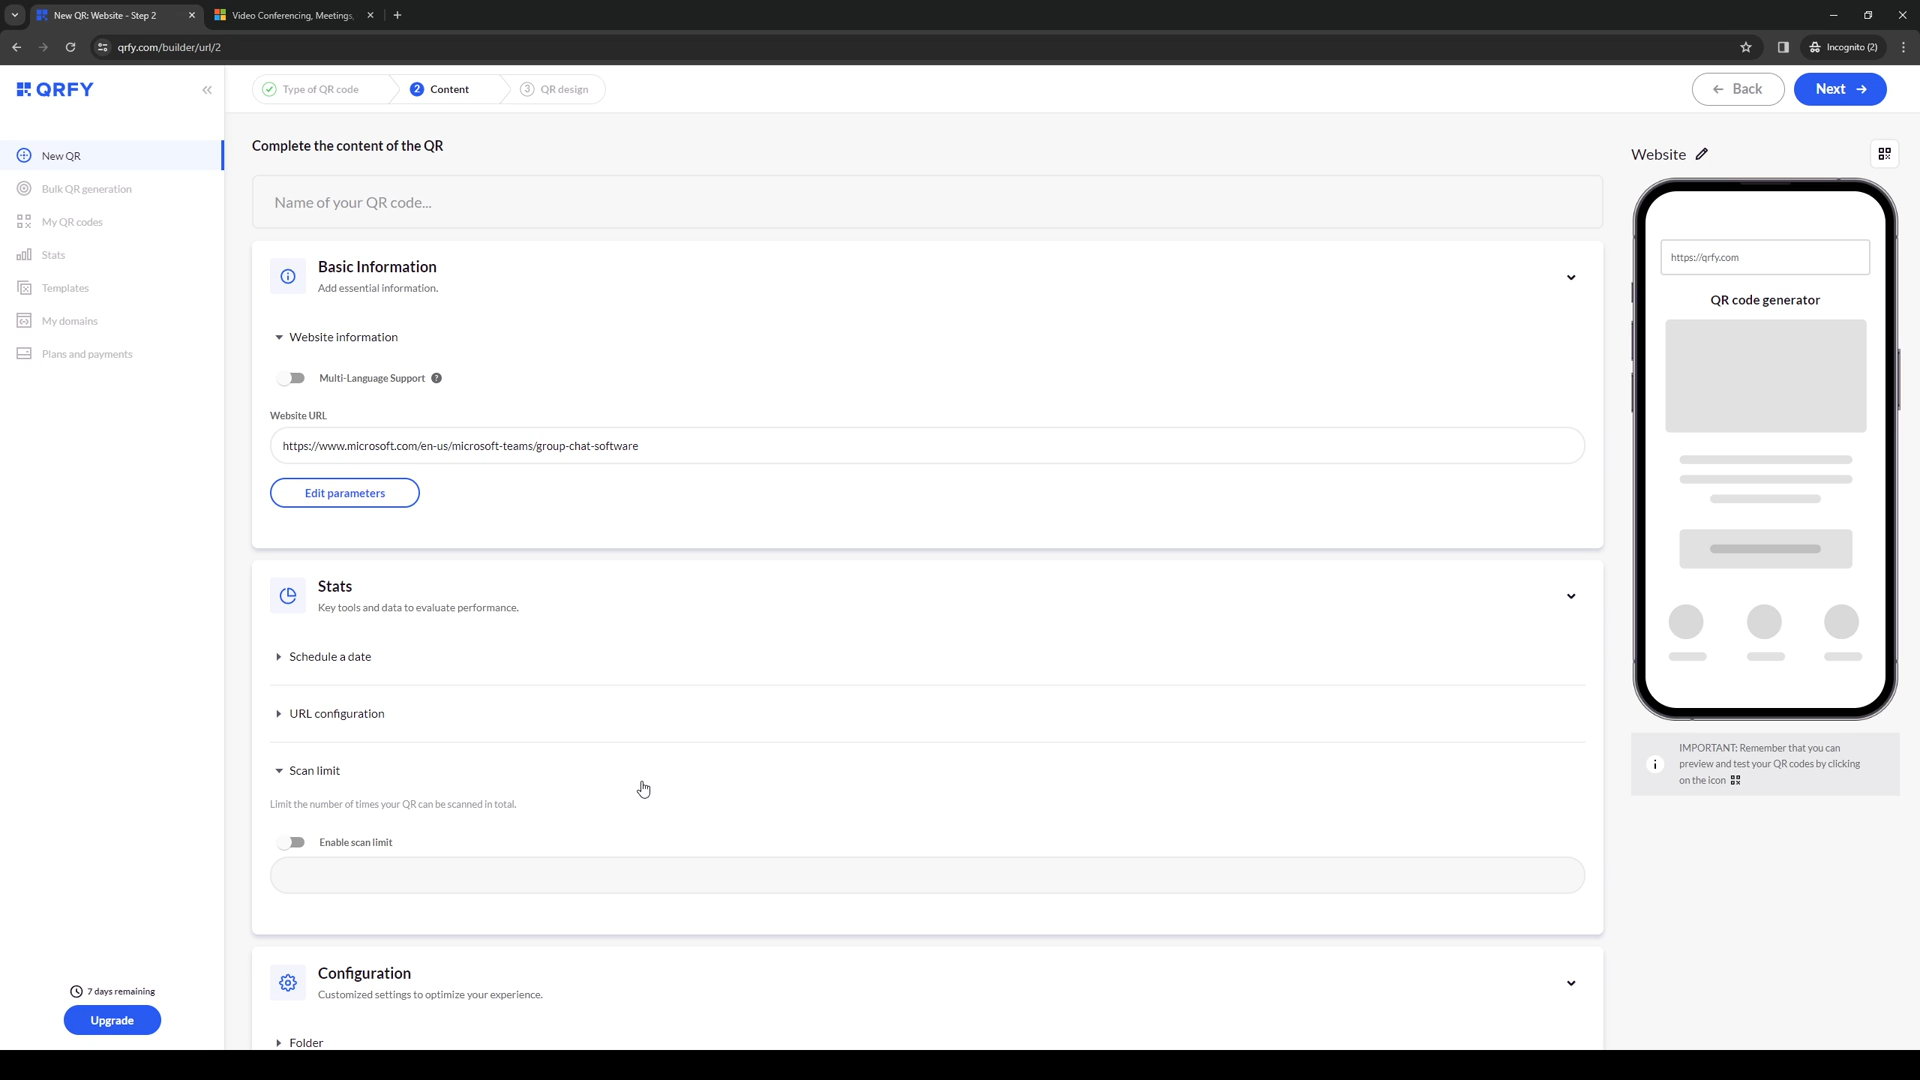 New QR: Website - Step 2
Video Conferencing, Meetings,
qrfy.com/builder/url/2
Incognito (2)
QRFY
Type of QR code
2 Content
3 QR design
Back
Next
New QR
Bulk QR generation
My QR codes
Stats
Templates
My domains
Plans and payments
7 days remaining
Upgrade
Complete the content of the QR
Name of your QR code...
Basic Information
Add essential information.
Website information
Multi-Language Support ?
Website URL
https://www.microsoft.com/en-us/microsoft-teams/group-chat-software
Edit parameters
Stats
Key tools and data to evaluate performance.
Schedule a date
URL configuration
Scan limit
Limit the number of times your QR can be scanned in total.
Enable scan limit
Configuration
Customized settings to optimize your experience.
Folder
Website
https://qrfy.com
QR code generator
IMPORTANT: Remember that you can
preview and test your QR codes by clicking
on the icon